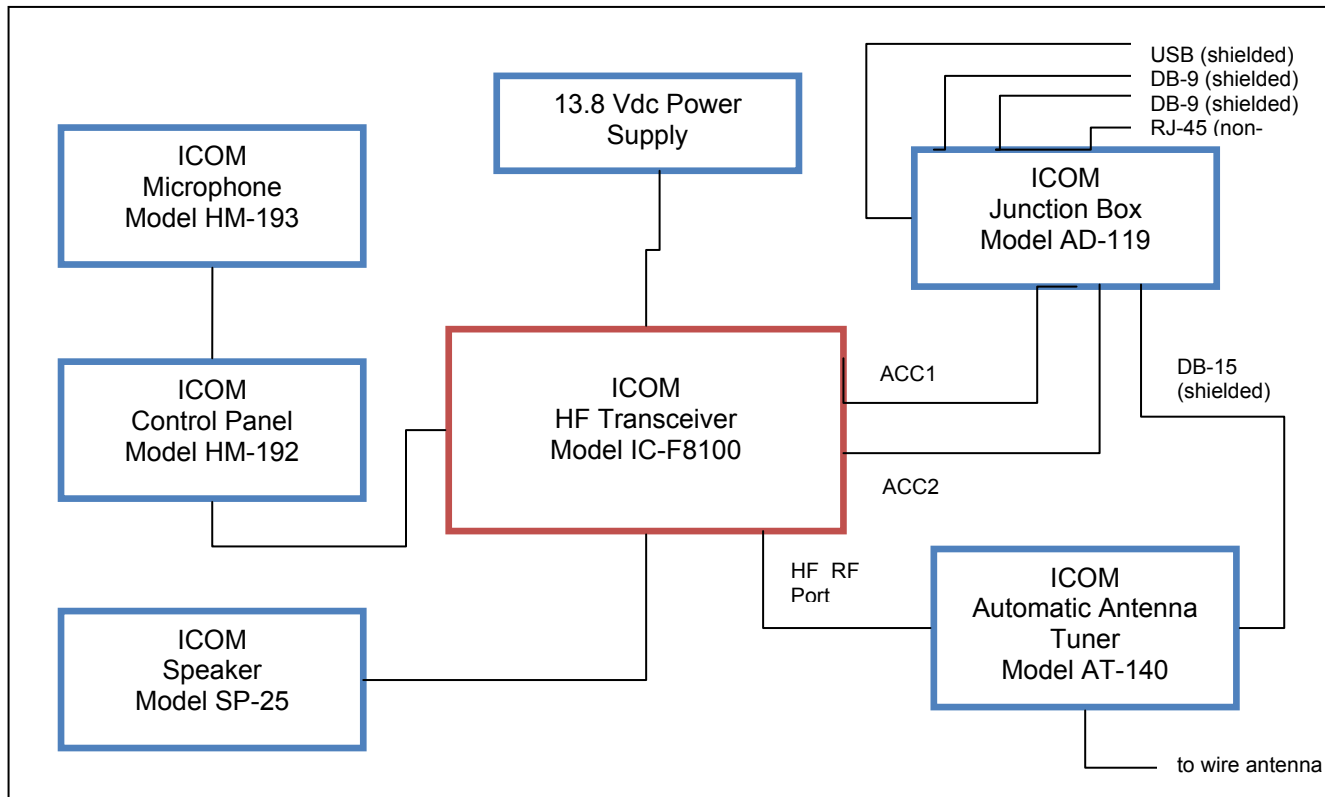 USB (shielded)
DB-9 (shielded)
DB-9 (shielded)
RJ-45 (non-
13.8 Vdc Power
Supply
ICOM
Microphone
Model HM-193
ICOM
Junction Box
Model AD-119
ICOM
Control Panel
Model HM-192
ICOM
HF Transceiver
Model IC-F8100
ACC1
DB-15
(shielded)
ACC2
HF RF
Port
ICOM
Speaker
Model SP-25
ICOM
Automatic Antenna
Tuner
Model AT-140
to wire antenna